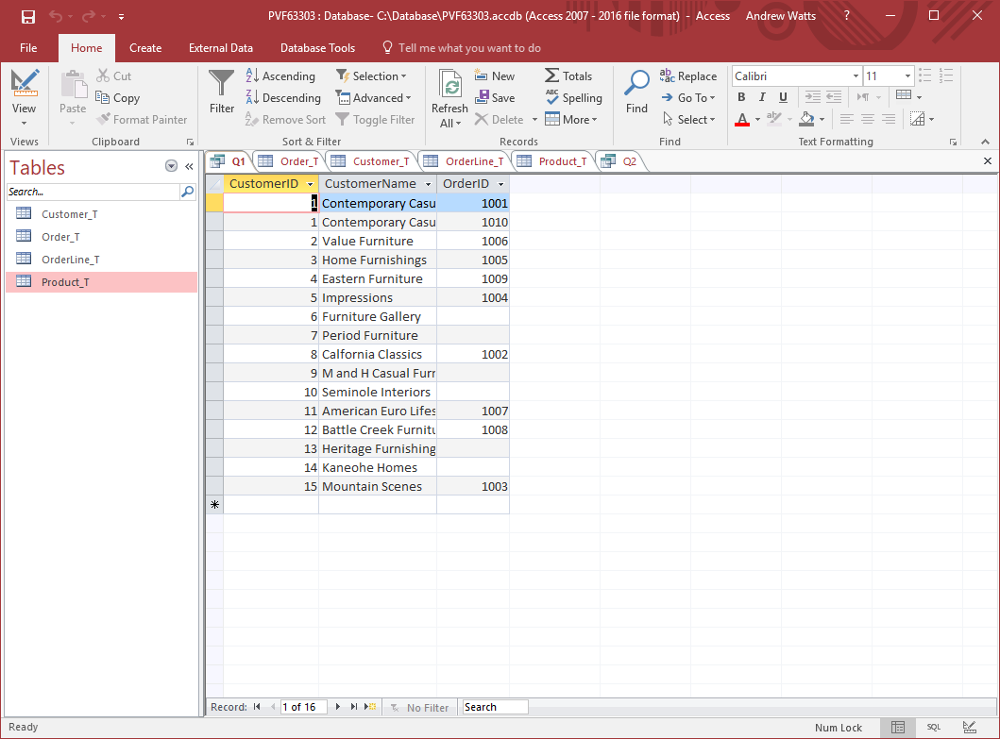 PVF63303 : Database- C:\Database\PVF63303.accdb (Access 2007 - 2016 file format) - Access Andrew Watts ?
File Home Create External Data Database Tools Tell me what you want to do
View
Views
Paste
Cut
Copy
Format Painter
Clipboard
Filter
Ascending
Descending
Remove Sort
Selection
Advanced
Toggle Filter
Sort & Filter
Refresh
All
New
Save
Delete
Totals
Spelling
More
Records
Find
Replace
Go To
Select
Find
Calibri 11
B I U
A
Text Formatting
Tables
Search...
Customer_T
Order_T
OrderLine_T
Product_T
Q1 Order_T Customer_T OrderLine_T Product_T Q2
CustomerID CustomerName OrderID
1 Contemporary Casu 1001
1 Contemporary Casu 1010
2 Value Furniture 1006
3 Home Furnishings 1005
4 Eastern Furniture 1009
5 Impressions 1004
6 Furniture Gallery
7 Period Furniture
8 Calfornia Classics 1002
9 M and H Casual Furr
10 Seminole Interiors
11 American Euro Lifes 1007
12 Battle Creek Furnitu 1008
13 Heritage Furnishing
14 Kaneohe Homes
15 Mountain Scenes 1003
Record: 1 of 16 No Filter Search
Ready Num Lock SQL